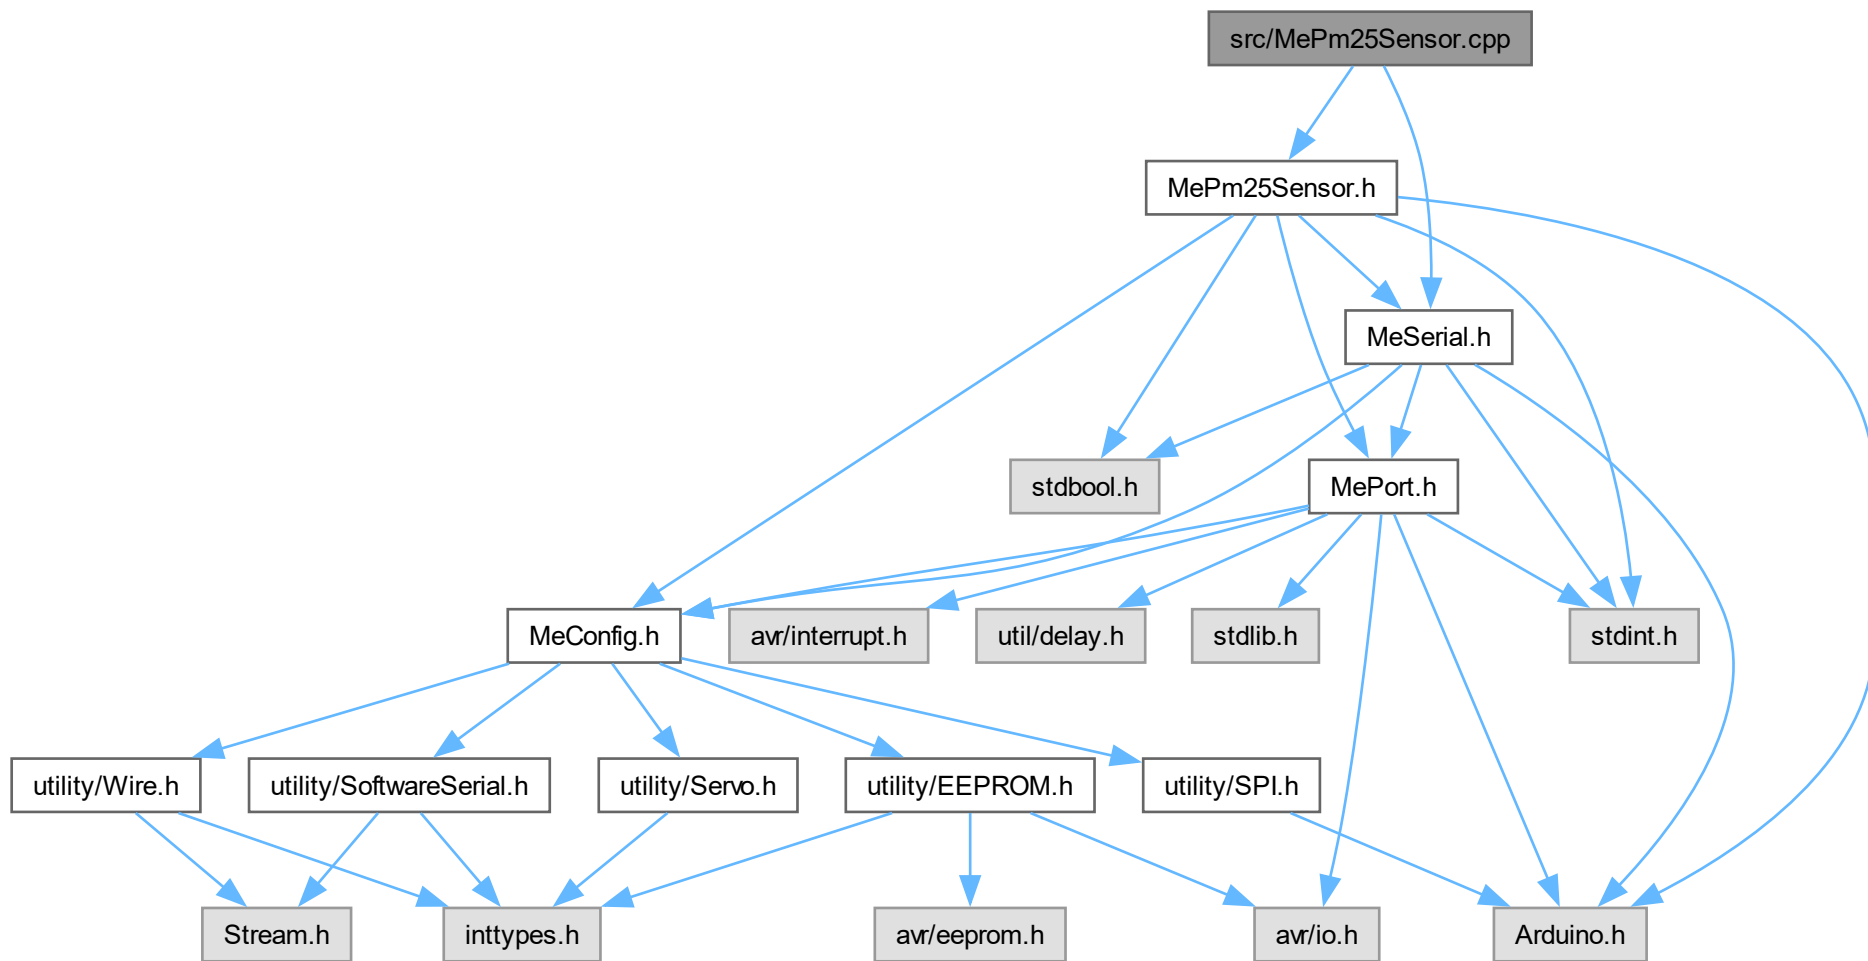 src/MePm25Sensor.cpp
MePm25Sensor.h
MeSerial.h
stdbool.h
MePort.h
MeConfig.h
avr/interrupt.h
util/delay.h
stdlib.h
stdint.h
utility/Wire.h
utility/SoftwareSerial.h
utility/Servo.h
utility/EEPROM.h
utility/SPI.h
Stream.h
inttypes.h
avr/eeprom.h
avr/io.h
Arduino.h